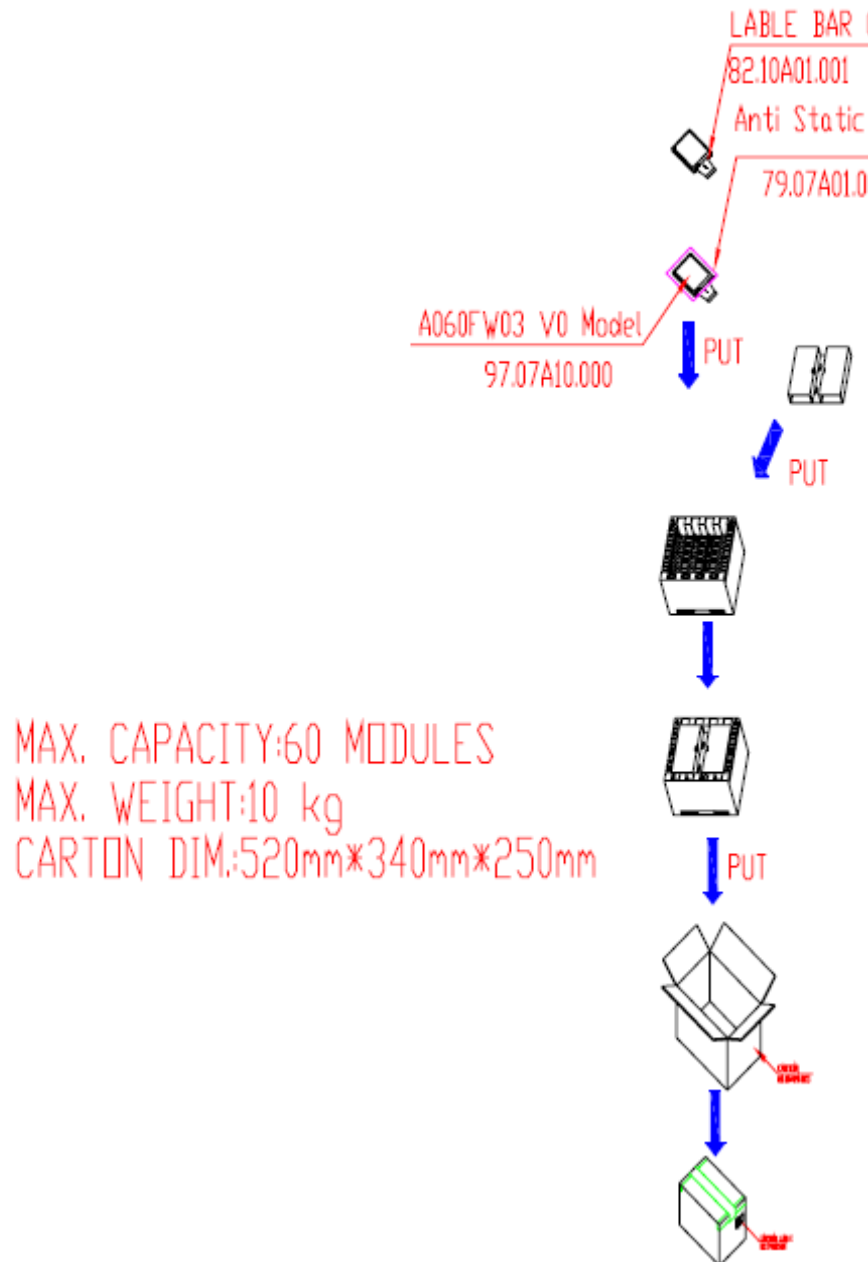 LABLE BAR
82.10A01.001
Anti Static
79.07A01.0
A060FW03 V0 Model
97.07A10.000
PUT
PUT
MAX. CAPACITY:60 MODULES
MAX. WEIGHT:10 kg
CARTON DIM.:520mm*340mm*250mm
PUT